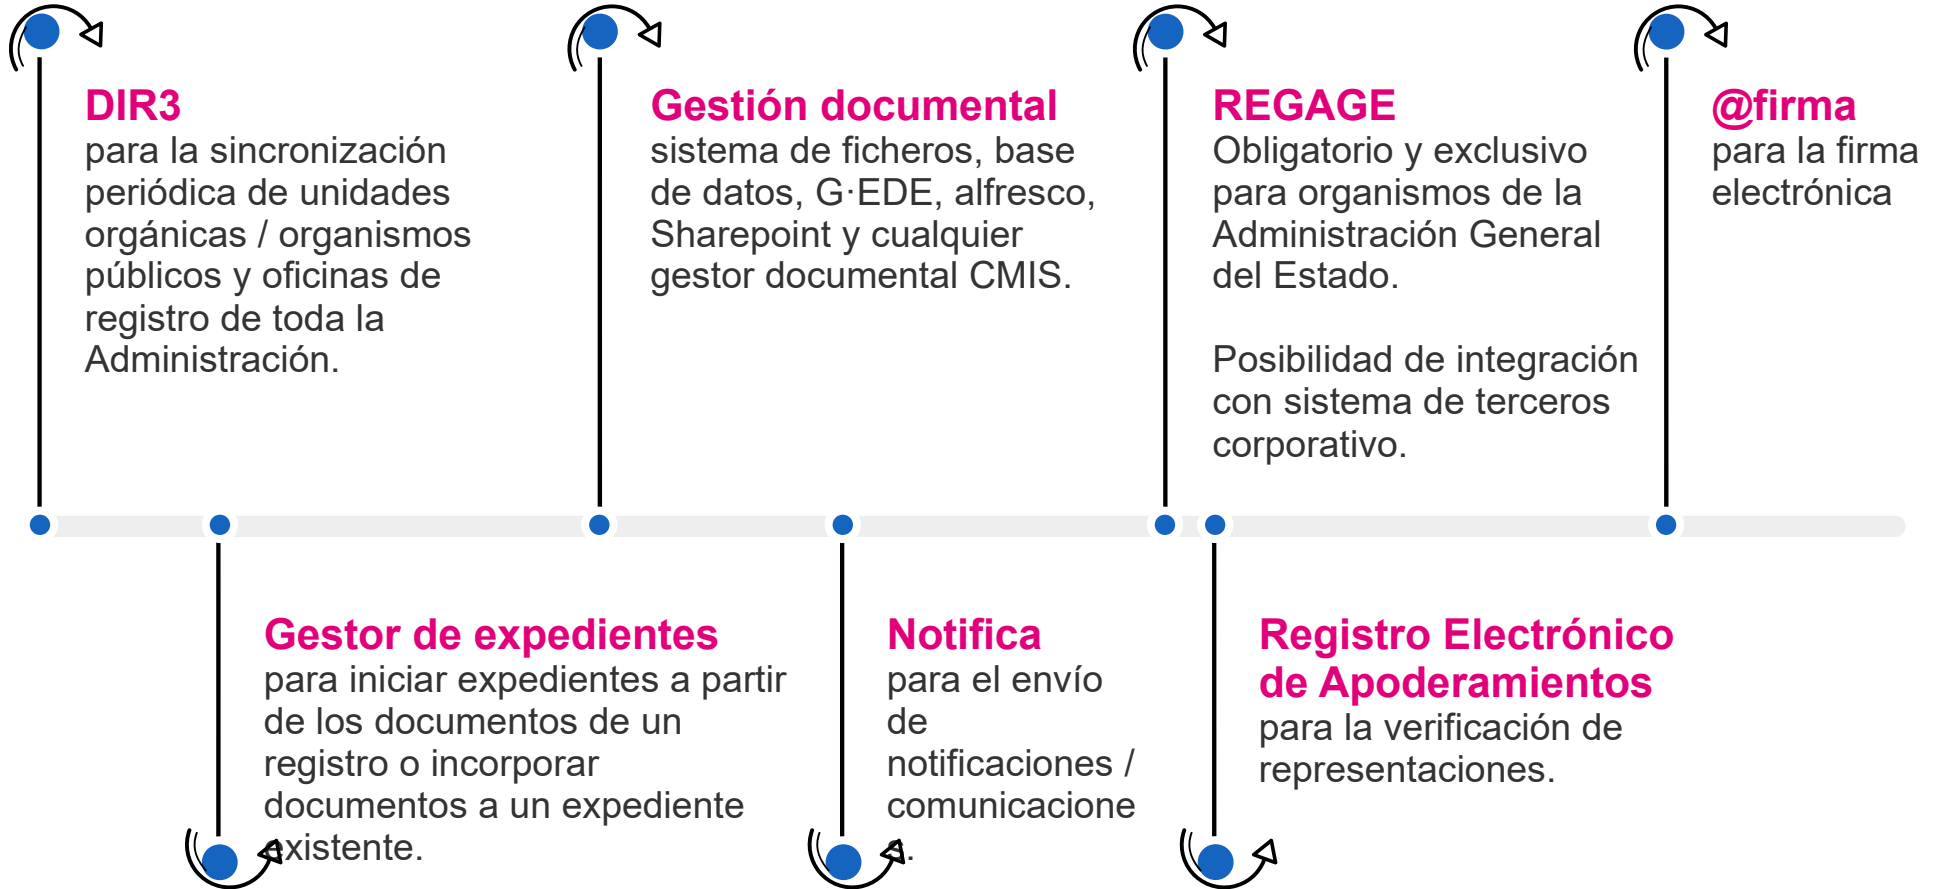 DIR3
para la sincronización
periódica de unidades
orgánicas / organismos
públicos y oficinas de
registro de toda la
Administración.
Gestión documental
sistema de ficheros, base
de datos, G·EDE, alfresco,
Sharepoint y cualquier
gestor documental CMIS.
REGAGE
Obligatorio y exclusivo
para organismos de la
Administración General
del Estado.
Posibilidad de integración
con sistema de terceros
corporativo.
@firma
para la firma
electrónica
Gestor de expedientes
para iniciar expedientes a partir
de los documentos de un
registro o incorporar
documentos a un expediente
existente.
Notifica
para el envío
de
notificaciones /
comunicacione
s.
Registro Electrónico
de Apoderamientos
para la verificación de
representaciones.